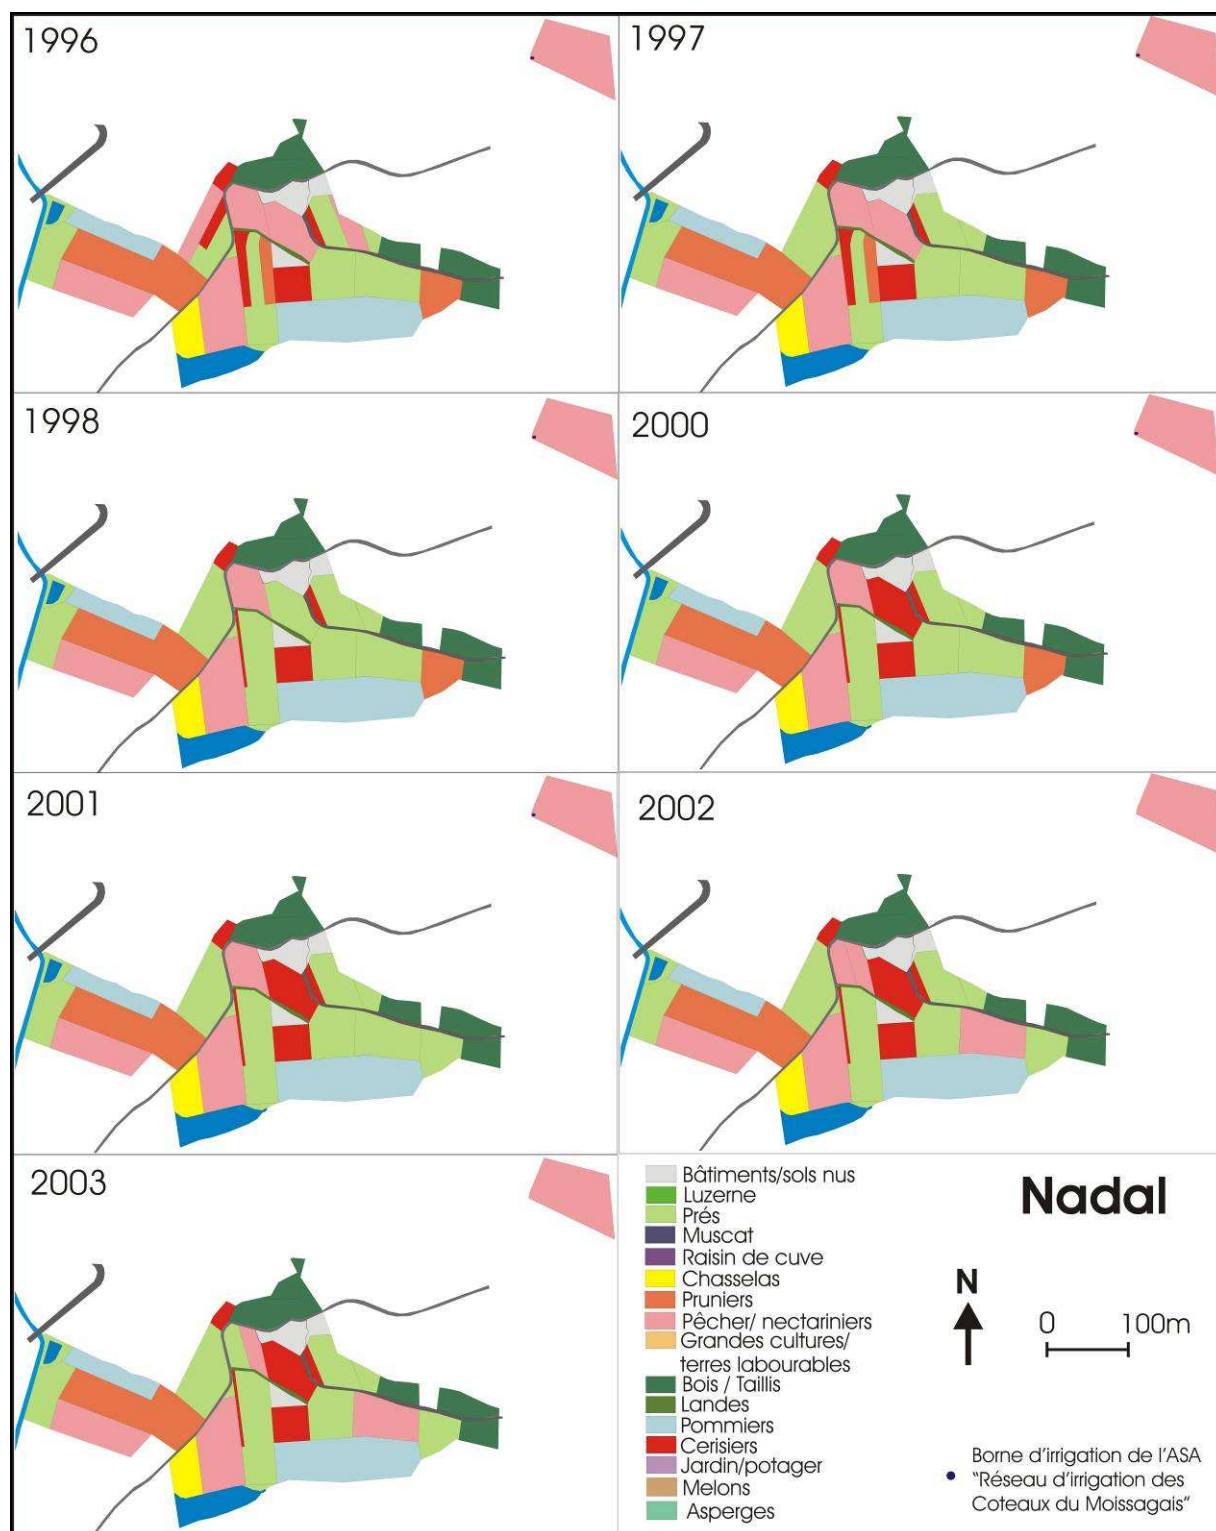 1996
1997
1998
2000
2001
2002
2003
Bâtiments/sols nus
Luzerne
Prés
Muscat
Raisin de cuve
Chasselas
Pruniers
Pêcher/ nectariniers
Grandes cultures/
terres labourables
Bois / Taillis
Landes
Pommiers
Cerisiers
Jardin/potager
Melons
Asperges
Nadal
N
0 100m
Borne d'irrigation de l'ASA
"Réseau d'irrigation des
Coteaux du Moissagais"